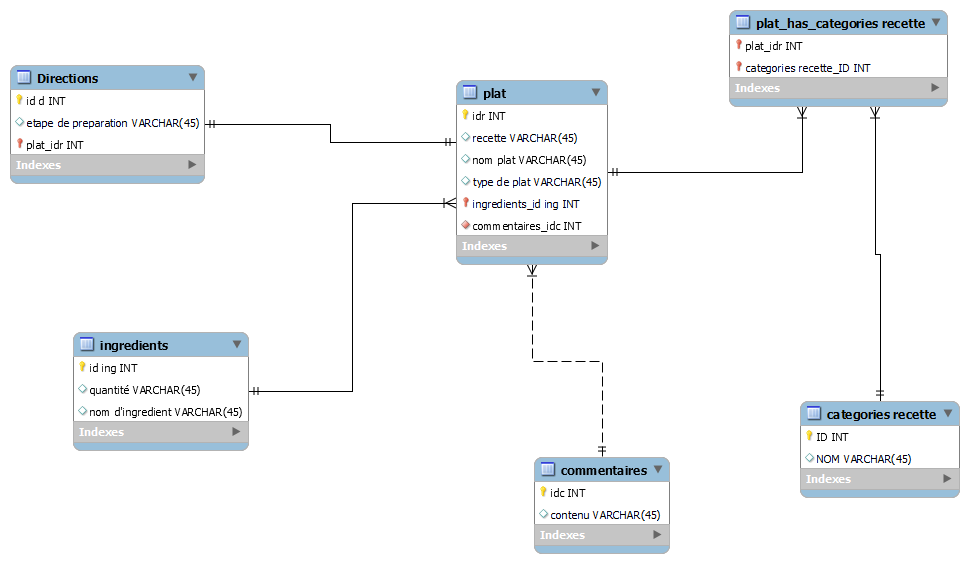 Directions
id d INT
etape de preparation VARCHAR(45)
plat_idr INT
Indexes
plat
idr INT
recette VARCHAR(45)
nom plat VARCHAR(45)
type de plat VARCHAR(45)
ingredients_id ing INT
commentaires_idc INT
Indexes
plat_has_categories recette
plat_idr INT
categories recette_ID INT
Indexes
ingredients
id ing INT
quantité VARCHAR(45)
nom d'ingredient VARCHAR(45)
Indexes
commentaires
idc INT
contenu VARCHAR(45)
Indexes
categories recette
ID INT
NOM VARCHAR(45)
Indexes